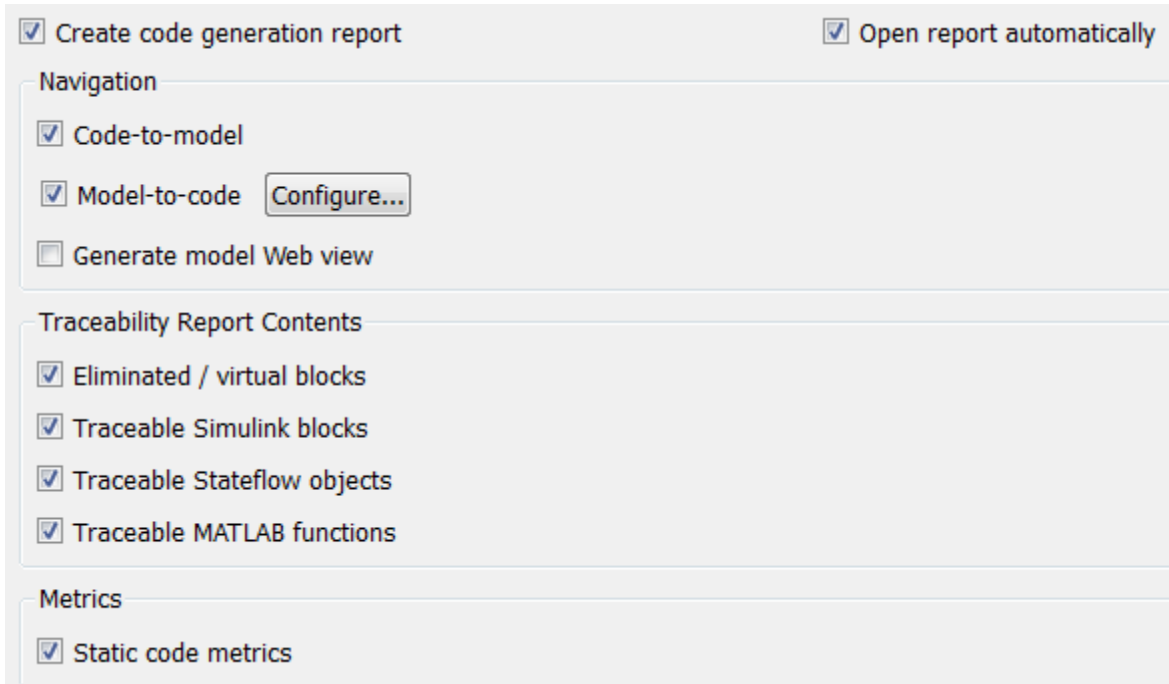 Create code generation report
Open report automatically
Navigation
Code-to-model
Model-to-code Configure...
Generate model Web view
Traceability Report Contents
Eliminated / virtual blocks
Traceable Simulink blocks
Traceable Stateflow objects
Traceable MATLAB functions
Metrics
Static code metrics